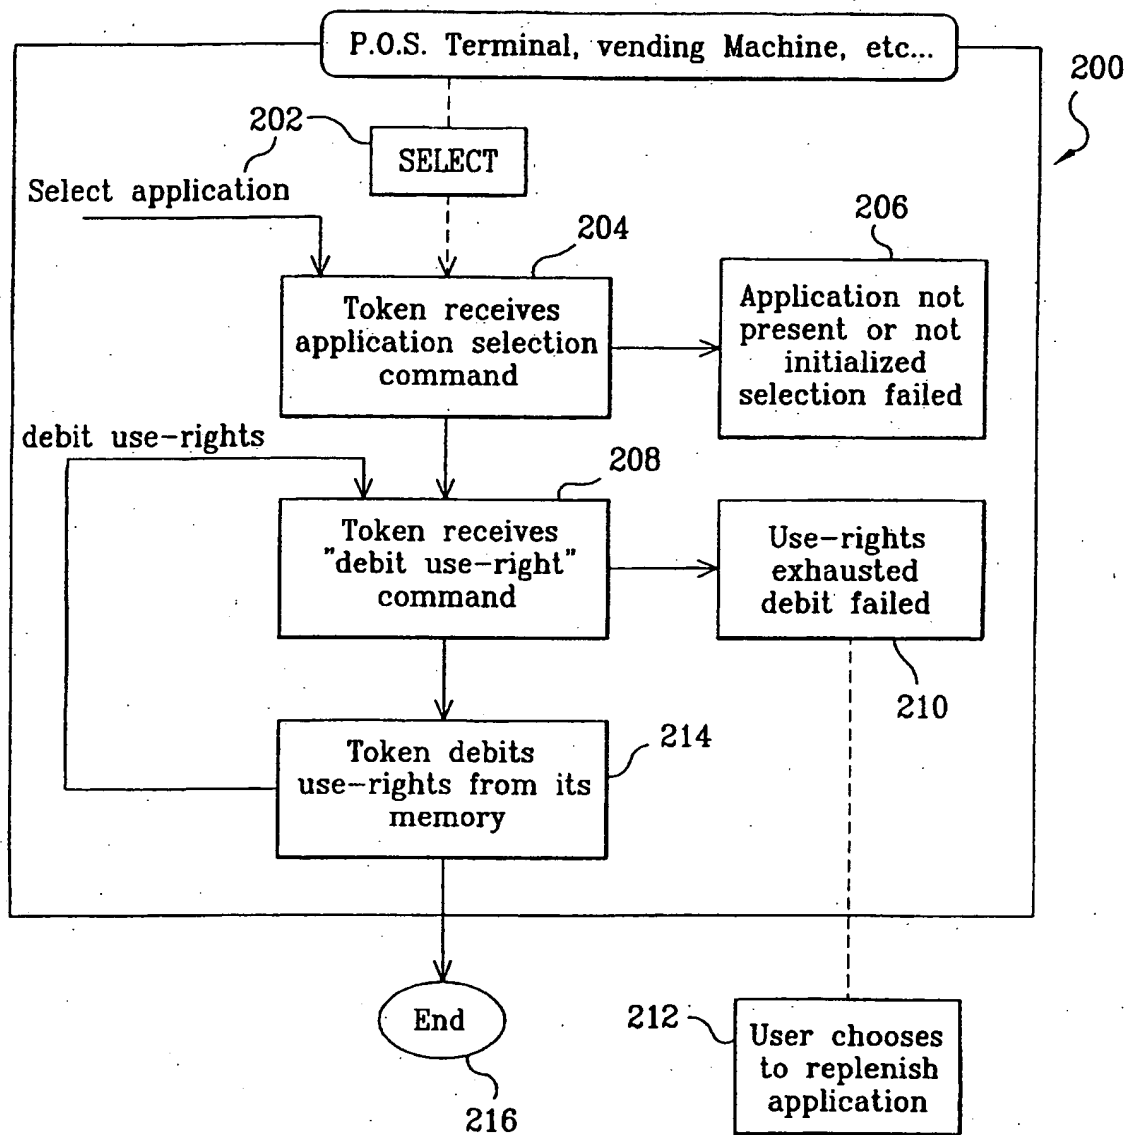 P.O.S. Terminal, vending Machine, etc...
200
202
SELECT
Select application
204
206
Token receives
application selection
command
Application not
present or not
initialized
selection failed
debit use-rights
208
Token receives
"debit use-right"
command
Use-rights
exhausted
debit failed
210
214
Token debits
use-rights from its
memory
End
216
212
User chooses
to replenish
application